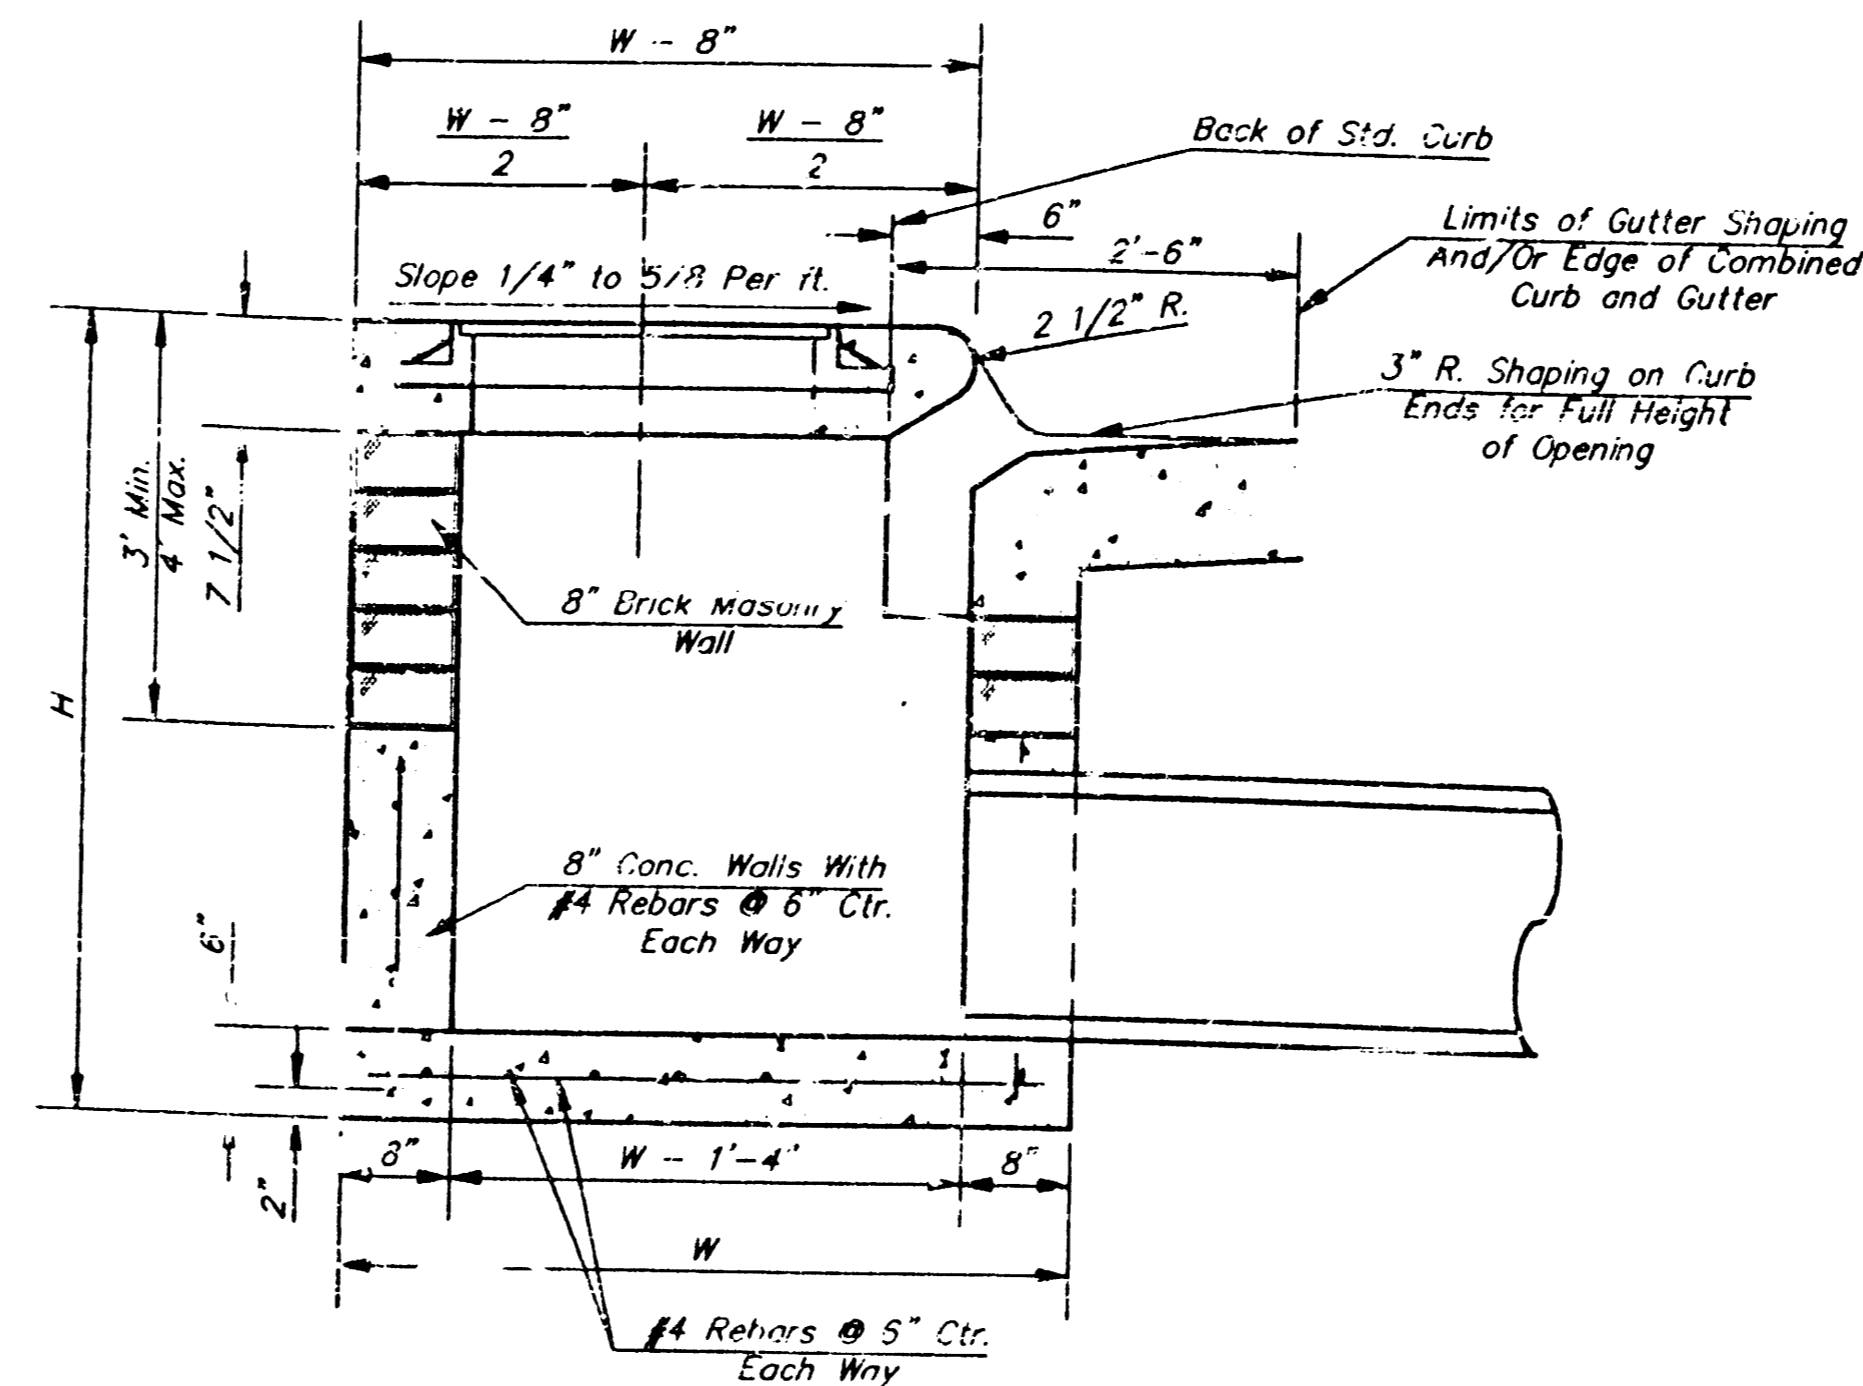 W - 8"
W - 8"
2
W - 8"
2
Back of Std. Curb
6"
2'-6"
Limits of Gutter Shaping
And/Or Edge of Combined
Curb and Gutter
Slope 1/4" to 5/8 Per ft.
2 1/2" R.
3" R. Shaping on Curb
Ends for Full Height
of Opening
3' Min.
4' Max.
7 1/2"
8" Brick Masonry
Wall
H
8" Conc. Walls With
#4 Rebars @ 6" Ctr.
Each Way
2"
8"
W - 1'-4"
8"
W
#4 Rebars @ 6" Ctr.
Each Way